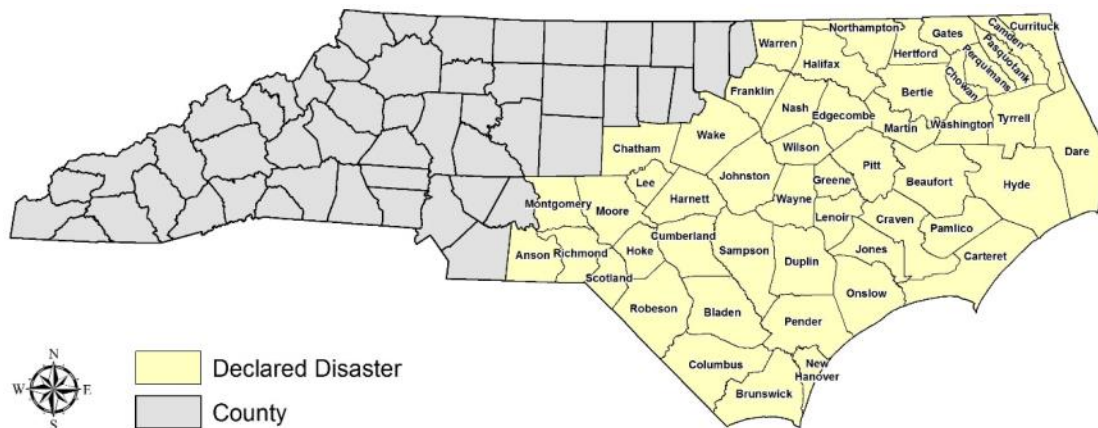 Northampton
Gates
Camden
Currituck
Warren
Hertford
Pasquotank
Perquimans
Halifax
Chowan
Franklin
Bertie
Nash
Edgecombe
Martin
Washington
Tyrrell
Wake
Wilson
Dare
Chatham
Pitt
Johnston
Greene
Beaufort
Hyde
Lee
Harnett
Wayne
Montgomery
Moore
Lenoir
Craven
Pamlico
Cumberland
Anson
Richmond
Hoke
Sampson
Duplin
Jones
Carteret
Scotland
Onslow
Robeson
Bladen
Pender
Columbus
New
Hanover
Brunswick
N
W
E
S
Declared Disaster
County